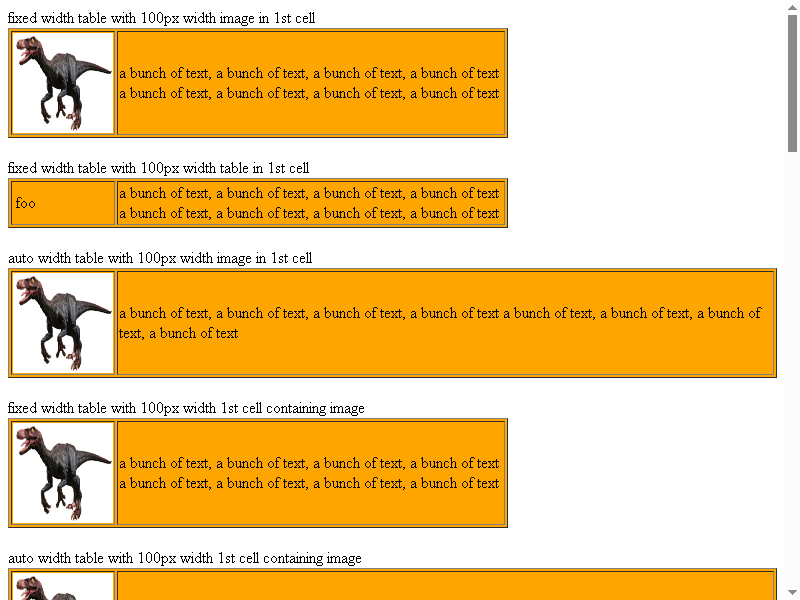 fixed width table with 100px width image in 1st cell
a bunch of text, a bunch of text, a bunch of text, a bunch of text
a bunch of text, a bunch of text, a bunch of text, a bunch of text
fixed width table with 100px width table in 1st cell
foo
a bunch of text, a bunch of text, a bunch of text, a bunch of text
a bunch of text, a bunch of text, a bunch of text, a bunch of text
auto width table with 100px width image in 1st cell
a bunch of text, a bunch of text, a bunch of text, a bunch of text a bunch of text, a bunch of text, a bunch of
text, a bunch of text
fixed width table with 100px width 1st cell containing image
a bunch of text, a bunch of text, a bunch of text, a bunch of text
a bunch of text, a bunch of text, a bunch of text, a bunch of text
auto width table with 100px width 1st cell containing image